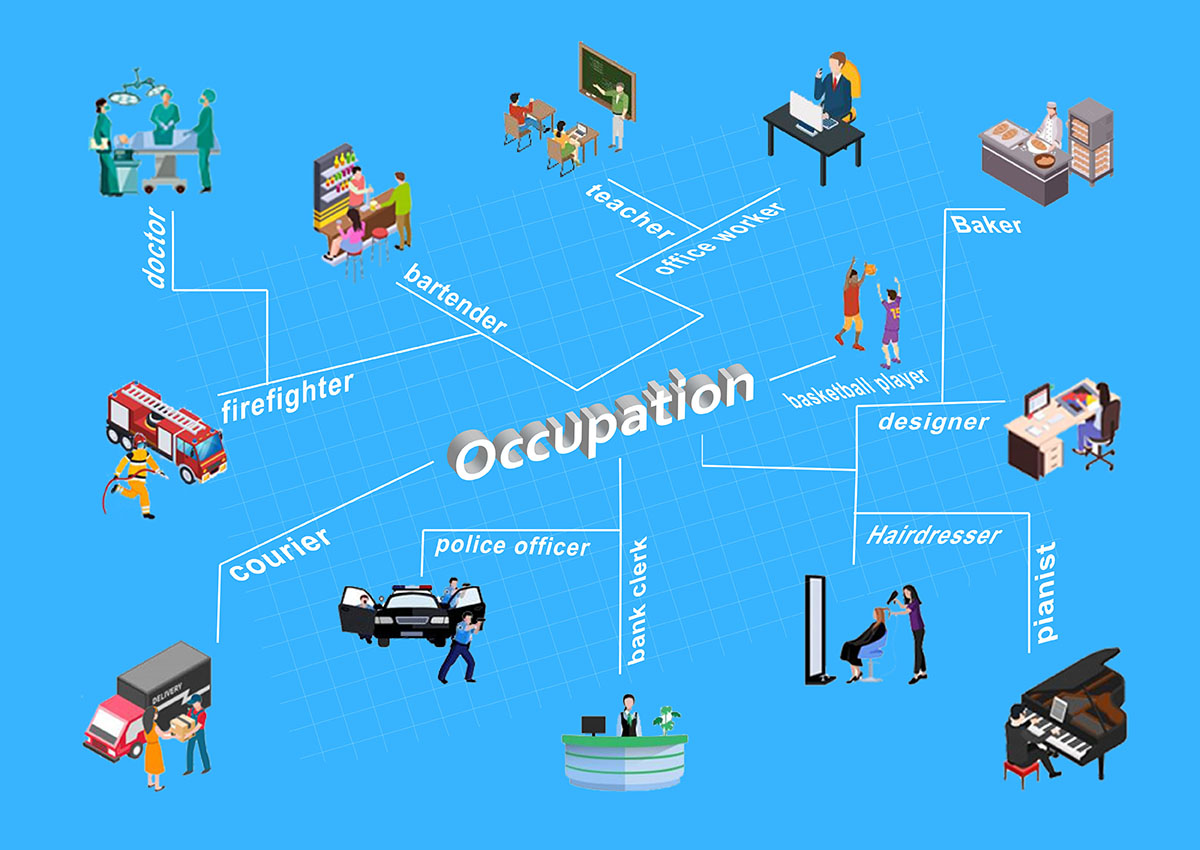 teacher
office worker
doctor
Baker
bartender
firefighter
basketball player
Occupation
designer
courier
police officer
bank clerk
Hairdresser
pianist
DELIVERY
15